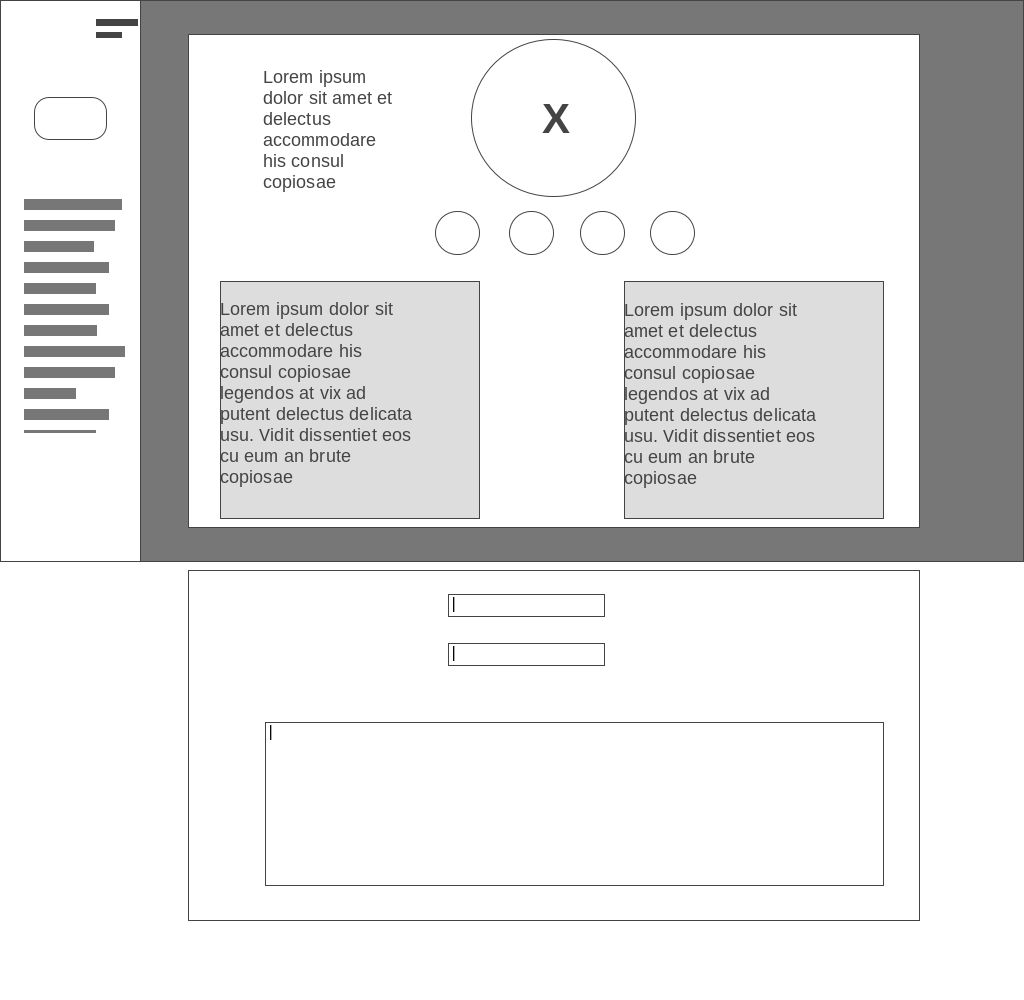 Lorem ipsum
dolor sit amet et
delectus
accommodare
his consul
copiosae
X
Lorem ipsum dolor sit
amet et delectus
accommodare his
consul copiosae
legendos at vix ad
putent delectus delicata
usu. Vidit dissentiet eos
cu eum an brute
copiosae
Lorem ipsum dolor sit
amet et delectus
accommodare his
consul copiosae
legendos at vix ad
putent delectus delicata
usu. Vidit dissentiet eos
cu eum an brute
copiosae